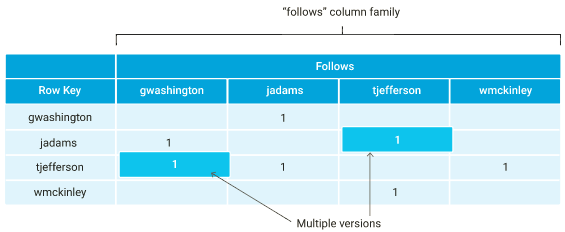 “follows” column family
Follows
Row Key gwashington jadams tjefferson wmckinley
gwashington 1
jadams 1 1
tjefferson 1 1 1
wmckinley 1
Multiple versions